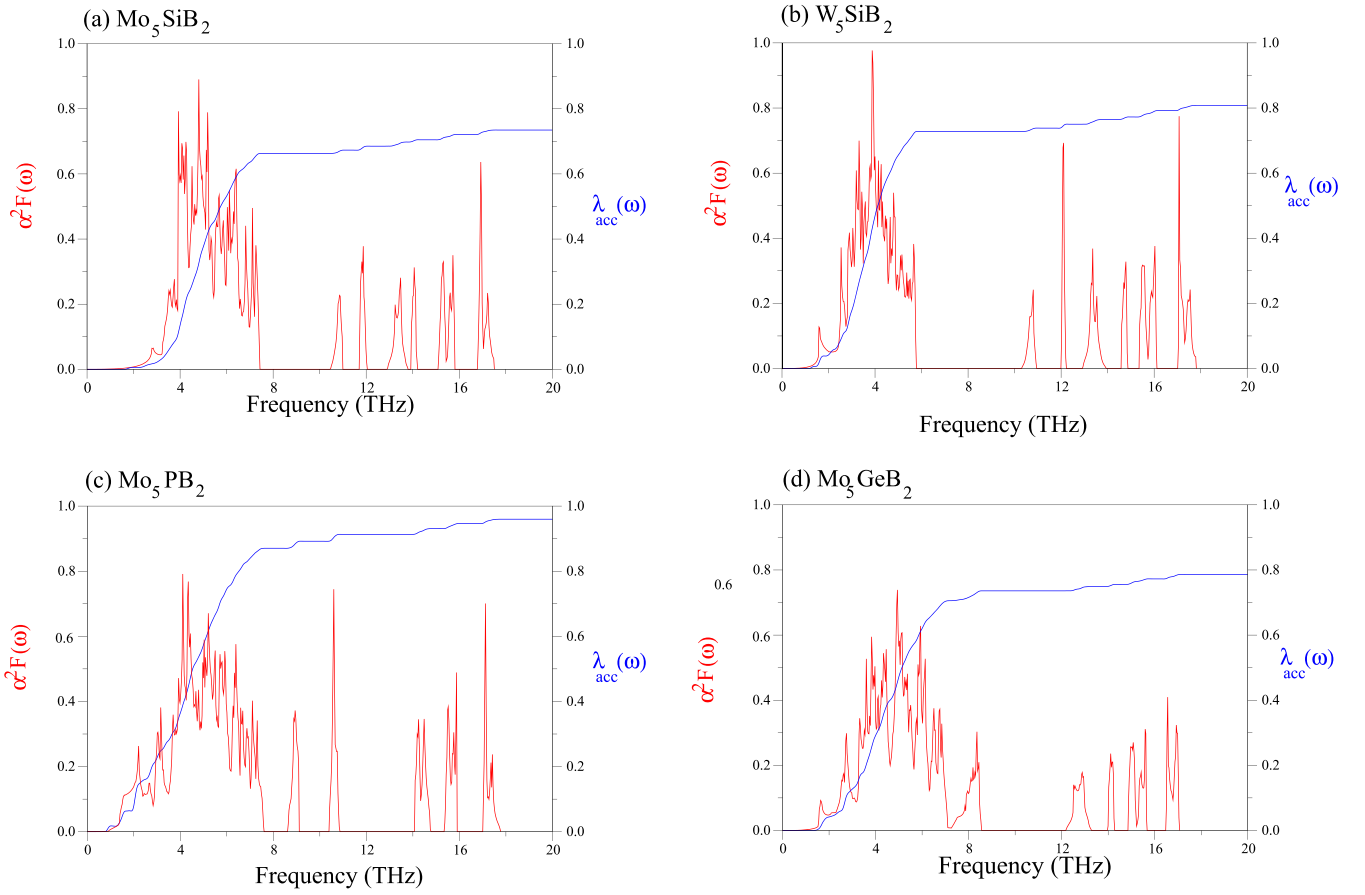 (a) Mo5SiB2
1.0 1.0
0.8 0.8
0.6 0.6
0.4 0.4
0.2 0.2
0.0 0.0
0 4 8 12 16 20
α2F(ω)
λacc(ω)
Frequency (THz)
(b) W5SiB2
1.0 1.0
0.8 0.8
0.6 0.6
0.4 0.4
0.2 0.2
0.0 0.0
0 4 8 12 16 20
α2F(ω)
λacc(ω)
Frequency (THz)
(c) Mo5PB2
1.0 1.0
0.8 0.8
0.6 0.6
0.4 0.4
0.2 0.2
0.0 0.0
0 4 8 12 16 20
α2F(ω)
λacc(ω)
Frequency (THz)
(d) Mo5GeB2
1.0 1.0
0.8 0.8
0.6
0.6 0.6
0.4 0.4
0.2 0.2
0.0 0.0
0 4 8 12 16 20
α2F(ω)
λacc(ω)
Frequency (THz)